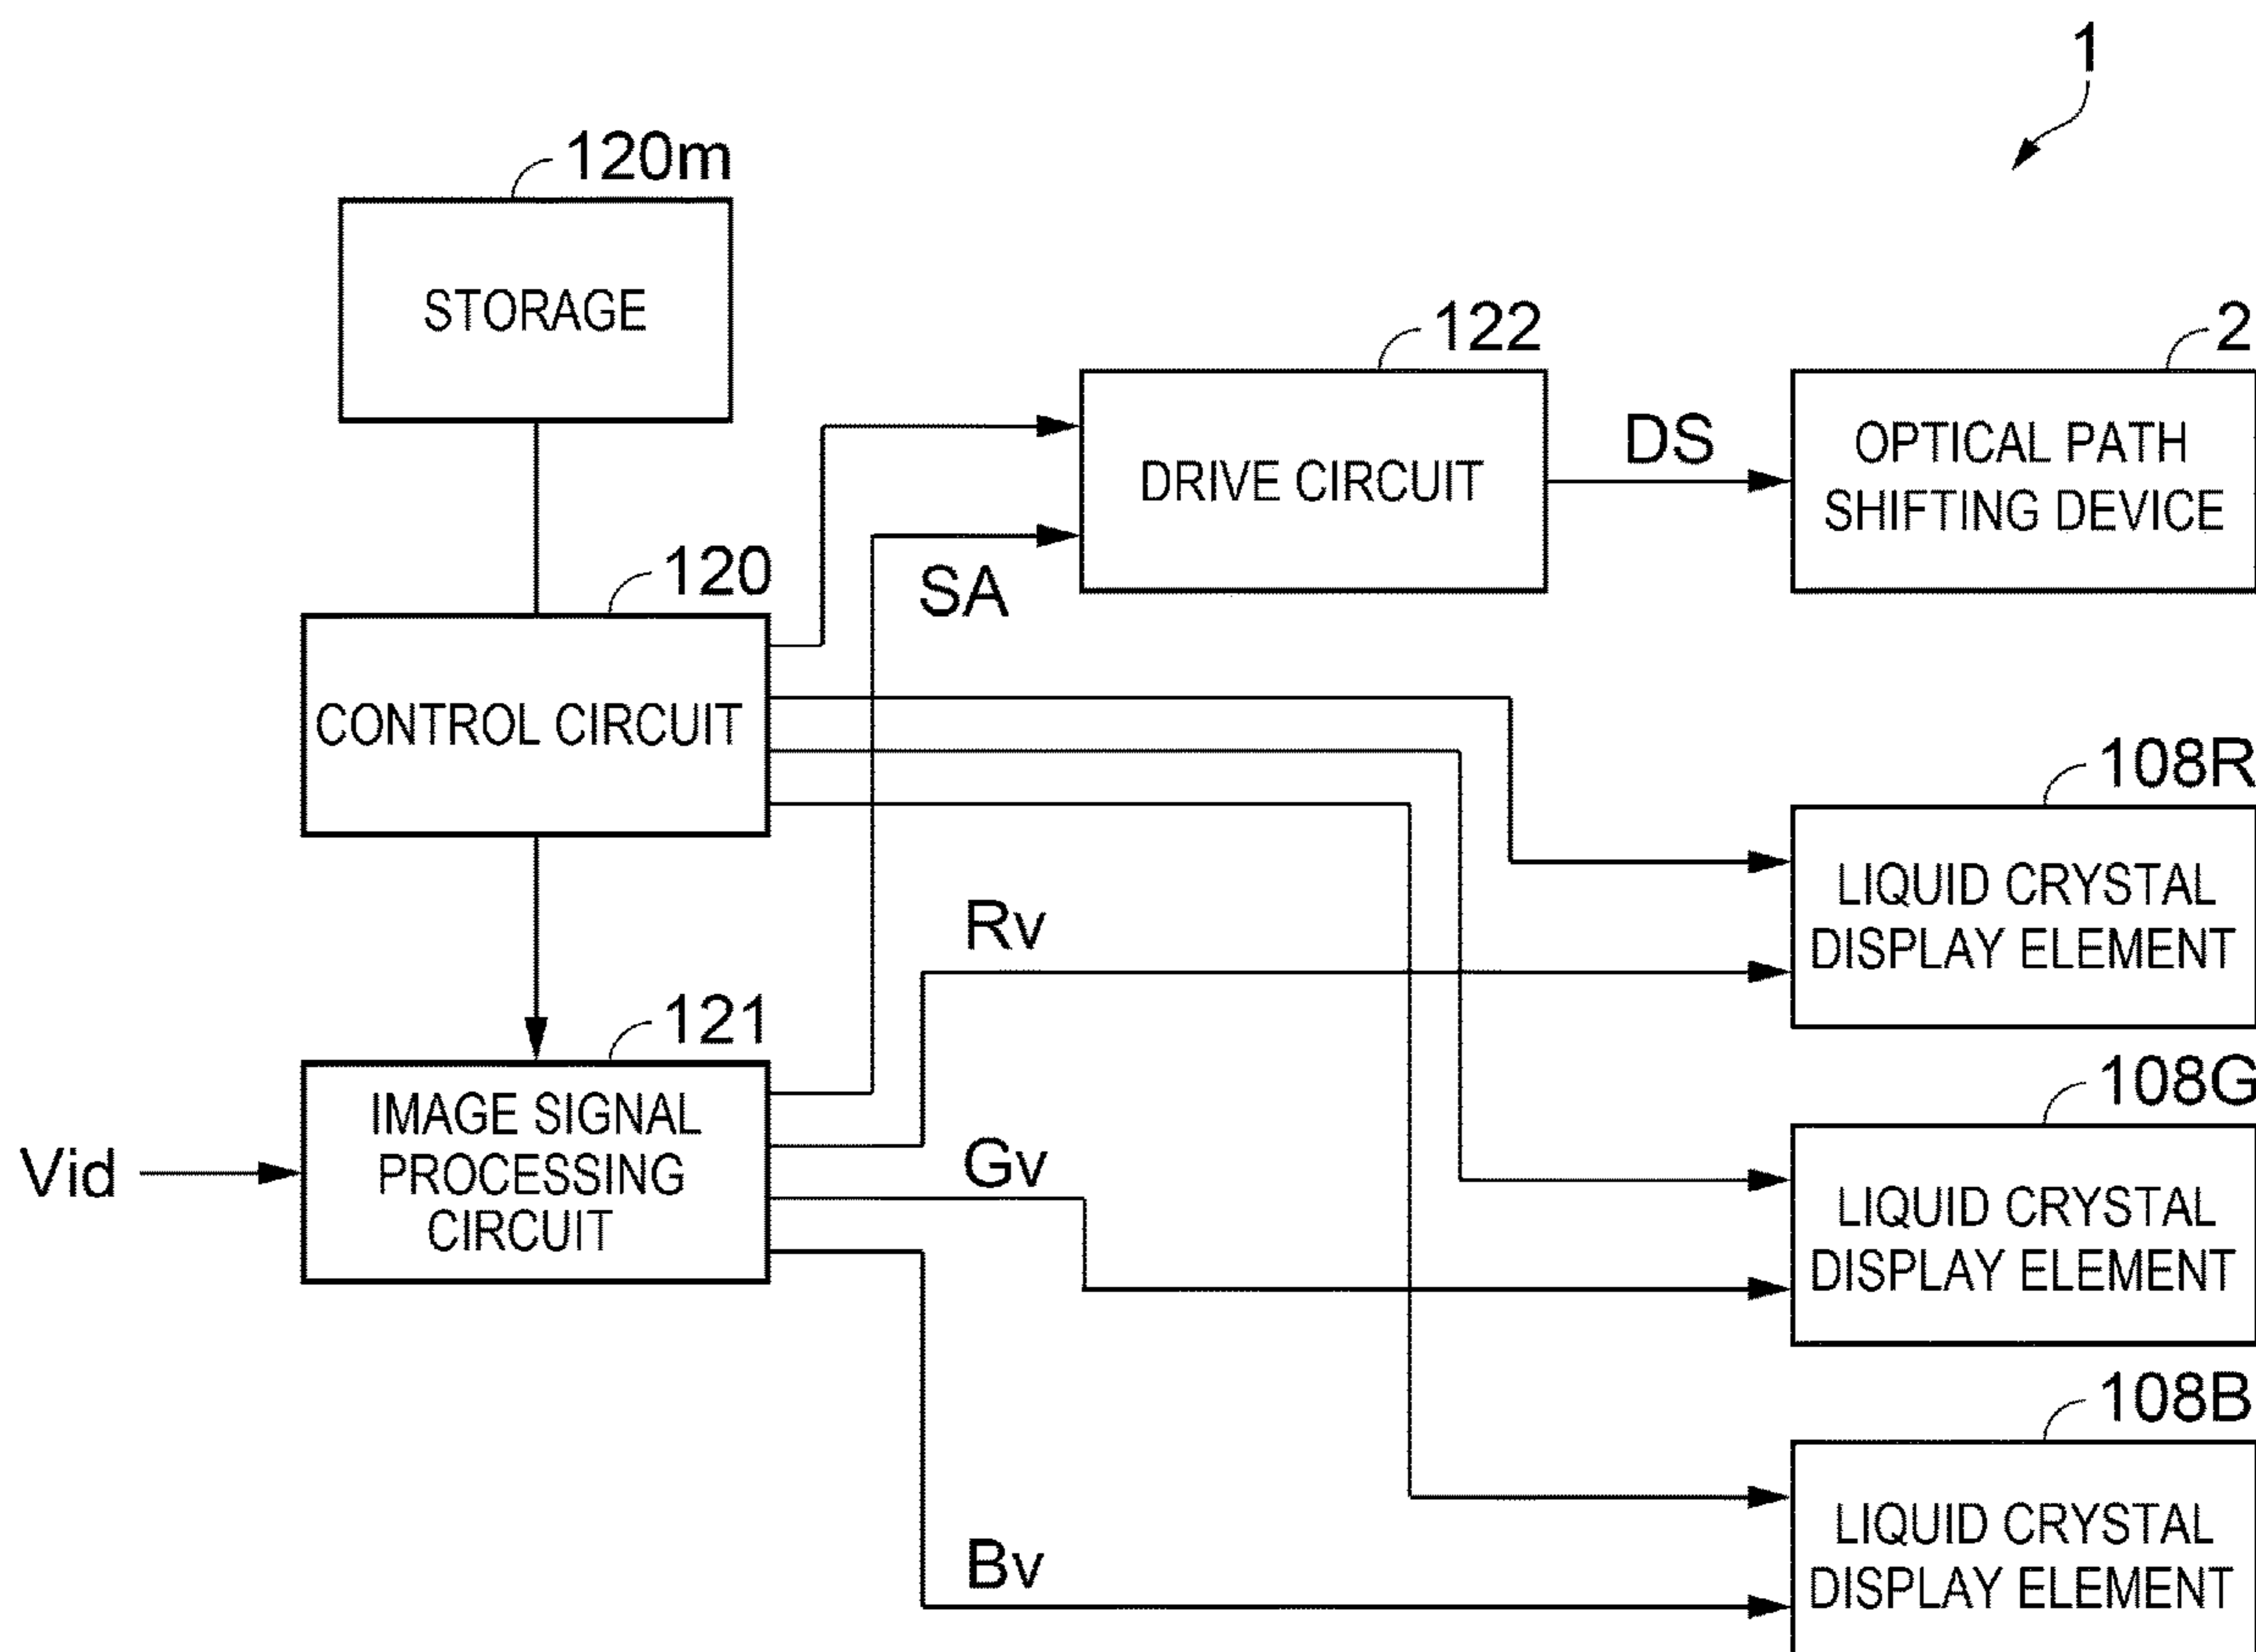 1
120m
STORAGE
122
DRIVE CIRCUIT
DS
2
OPTICAL PATH
SHIFTING DEVICE
SA
120
CONTROL CIRCUIT
108R
LIQUID CRYSTAL
DISPLAY ELEMENT
Rv
121
IMAGE SIGNAL
PROCESSING
CIRCUIT
Vid
Gv
108G
LIQUID CRYSTAL
DISPLAY ELEMENT
Bv
108B
LIQUID CRYSTAL
DISPLAY ELEMENT